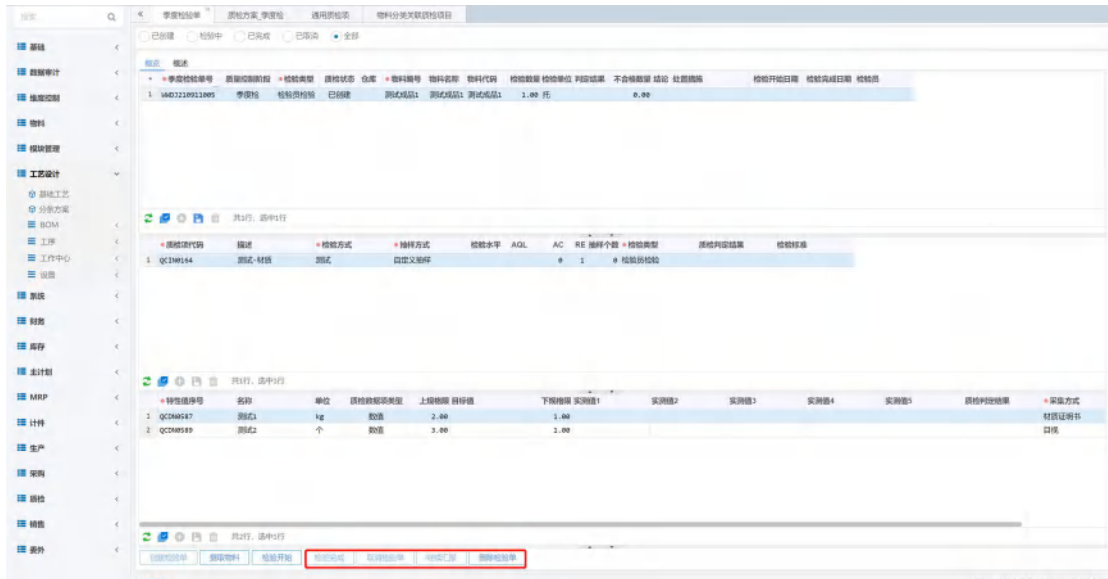 搜索...
基础
数据审计
维度控制
物料
模块管理
工艺设计
基础工艺
分条方案
BOM
工序
工作中心
设置
系统
财务
库存
主计划
MRP
计件
生产
采购
质检
销售
委外
季度检验单 质检方案_季度检 通用质检项 物料分类关联质检项目
已创建 检验中 已完成 已取消 全部
概览 概述
*季度检验单号 质量控制阶段 *检验类型 质检状态 仓库 *物料编号 物料名称 物料代码 检验数量 检验单位 判定结果 不合格数量 结论 处置措施 检验开始日期 检验完成日期 检验员
1 WWDJ210911005 季度检 检验员检验 已创建 测试成品1 测试成品1 测试成品1 1.00 托 0.00
共1行, 选中1行
*质检项代码 描述 *检验方式 *抽样方式 检验水平 AQL AC RE 抽样个数 *检验类型 质检判定结果 检验标准
1 QCIN0164 测试-材质 测试 自定义抽样 0 1 0 检验员检验
共1行, 选中1行
*特性值序号 名称 单位 质检数据项类型 上规格限 目标值 下规格限 实测值1 实测值2 实测值3 实测值4 实测值5 质检判定结果 *采集方式
1 QCDN0587 测试1 kg 数值 2.00 1.00 材质证明书
2 QCDN0589 测试2 个 数值 3.00 1.00 目视
共2行, 选中1行
创建检验单 提取物料 检验开始 检验完成 取消检验单 删除检验单